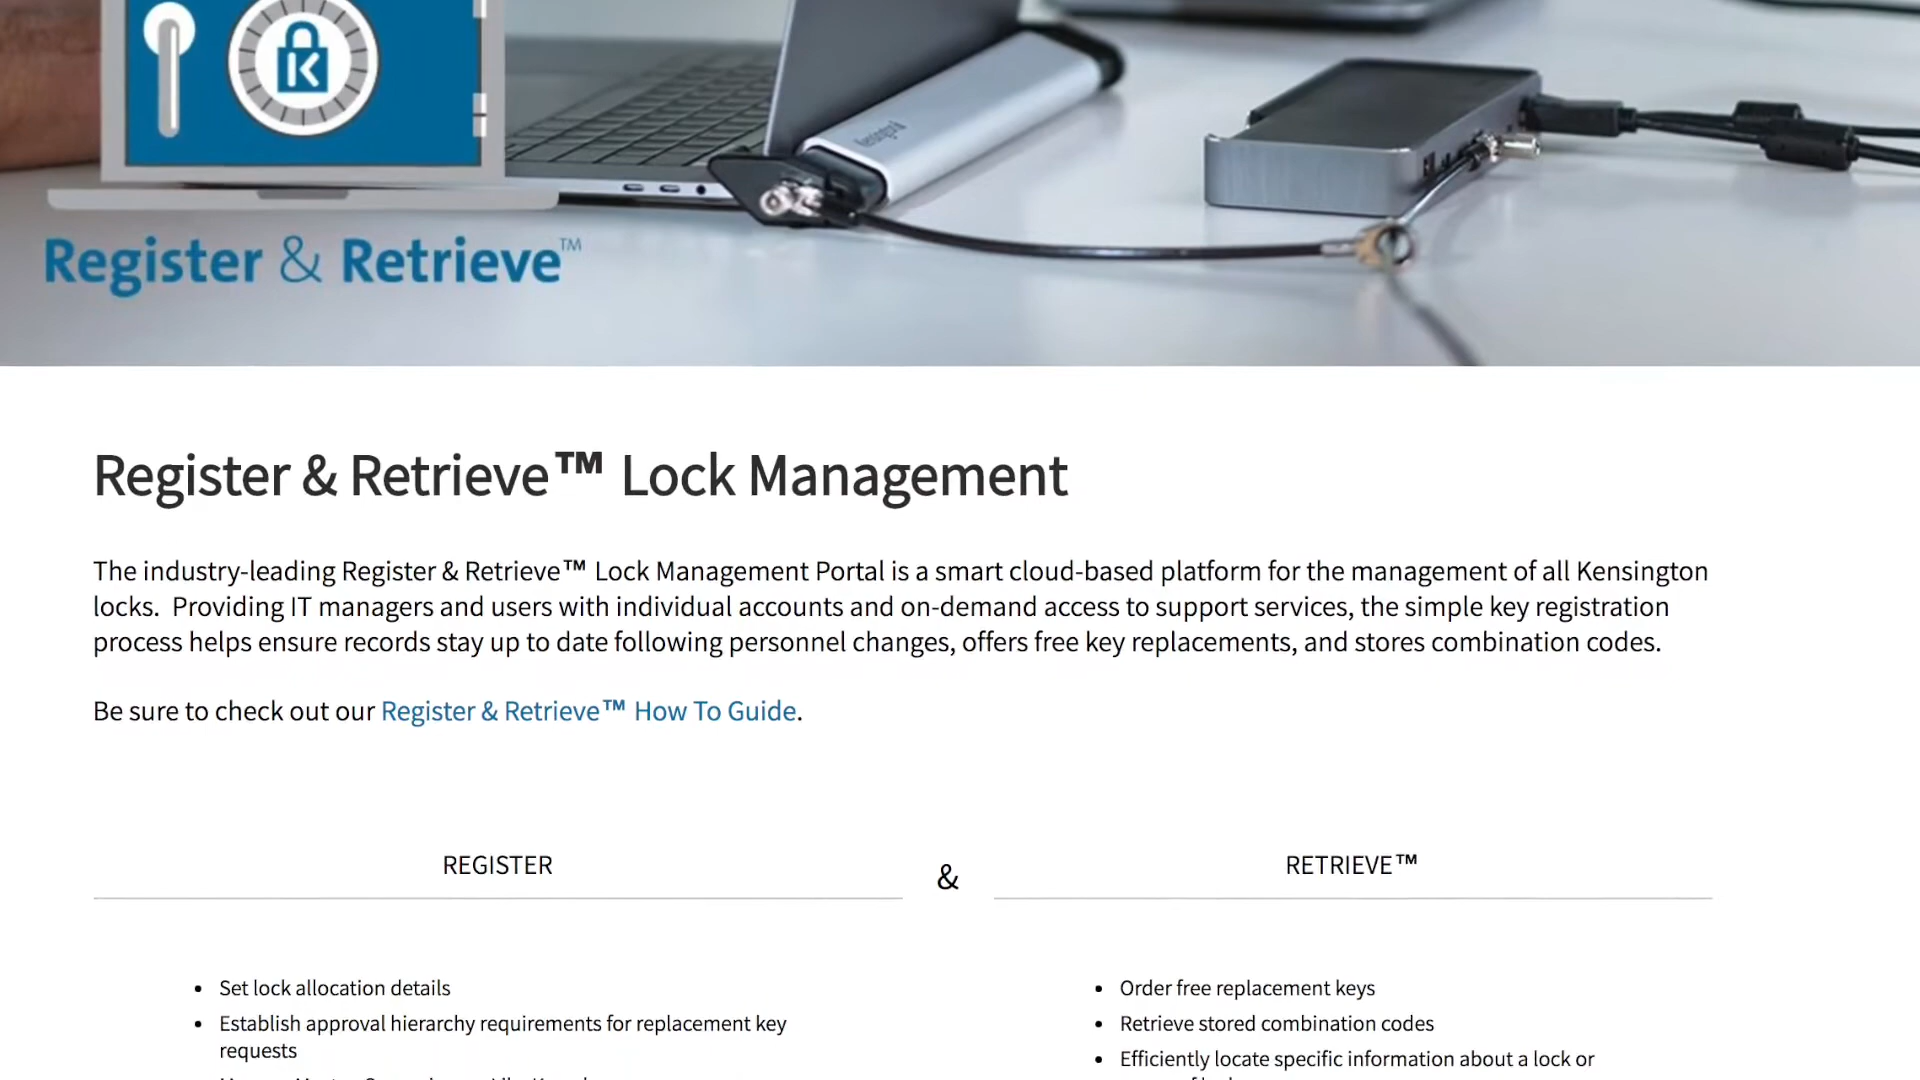 Kensington
Register & Retrieve™
Register & Retrieve™ Lock Management
The industry-leading Register & Retrieve™ Lock Management Portal is a smart cloud-based platform for the management of all Kensington
locks.  Providing IT managers and users with individual accounts and on-demand access to support services, the simple key registration
process helps ensure records stay up to date following personnel changes, offers free key replacements, and stores combination codes.
Be sure to check out our Register & Retrieve™ How To Guide.
REGISTER
&
RETRIEVE™
• Set lock allocation details
• Establish approval hierarchy requirements for replacement key
requests
• Order free replacement keys
• Retrieve stored combination codes
• Efficiently locate specific information about a lock or